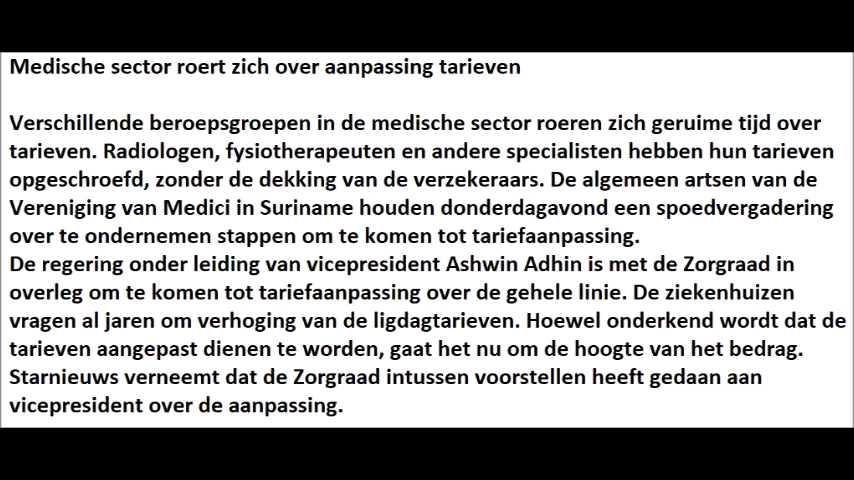 Medische sector roert zich over aanpassing tarieven
Verschillende beroepsgroepen in de medische sector roeren zich geruime tijd over
tarieven. Radiologen, fysiotherapeuten en andere specialisten hebben hun tarieven
opgeschroefd, zonder de dekking van de verzekeraars. De algemeen artsen van de
Vereniging van Medici in Suriname houden donderdagavond een spoedvergadering
over te ondernemen stappen om te komen tot tariefaanpassing.
De regering onder leiding van vicepresident Ashwin Adhin is met de Zorgraad in
overleg om te komen tot tariefaanpassing over de gehele linie. De ziekenhuizen
vragen al jaren om verhoging van de ligdagtarieven. Hoewel onderkend wordt dat de
tarieven aangepast dienen te worden, gaat het nu om de hoogte van het bedrag.
Starnieuws verneemt dat de Zorgraad intussen voorstellen heeft gedaan aan
vicepresident over de aanpassing.